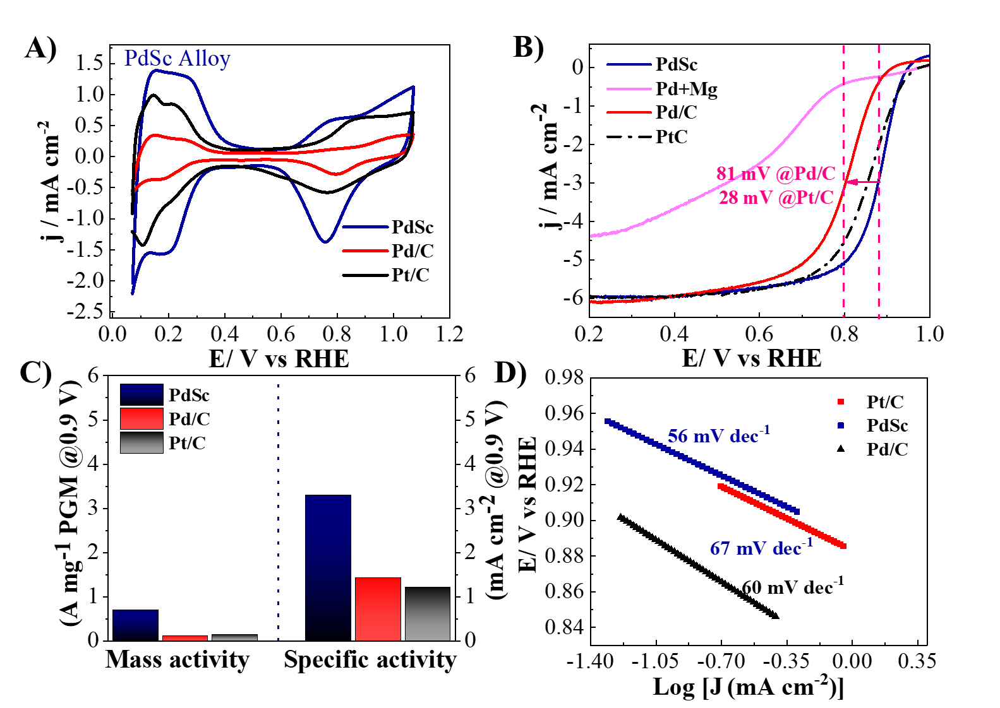 A)
PdSc Alloy
1.5
1.0
0.5
0.0
-0.5
-1.0
-1.5
-2.0
-2.5
j / mA cm-2
PdSc
Pd/C
Pt/C
0.0 0.2 0.4 0.6 0.8 1.0 1.2
E/ V vs RHE
B)
0
-1
-2
-3
-4
-5
-6
j / mA cm-2
PdSc
Pd+Mg
Pd/C
PtC
81 mV @Pd/C
28 mV @Pt/C
0.2 0.4 0.6 0.8 1.0
E/ V vs RHE
C)
6
5
4
3
2
1
0
(A mg-1 PGM @0.9 V)
PdSc
Pd/C
Pt/C
6
5
4
3
2
1
0
(mA cm-2 @0.9 V)
Mass activity Specific activity
D)
0.98
0.96
0.94
0.92
0.90
0.88
0.86
0.84
E/ V vs RHE
Pt/C
PdSc
Pd/C
56 mV dec-1
67 mV dec-1
60 mV dec-1
-1.40 -1.05 -0.70 -0.35 0.00 0.35
Log [J (mA cm-2)]